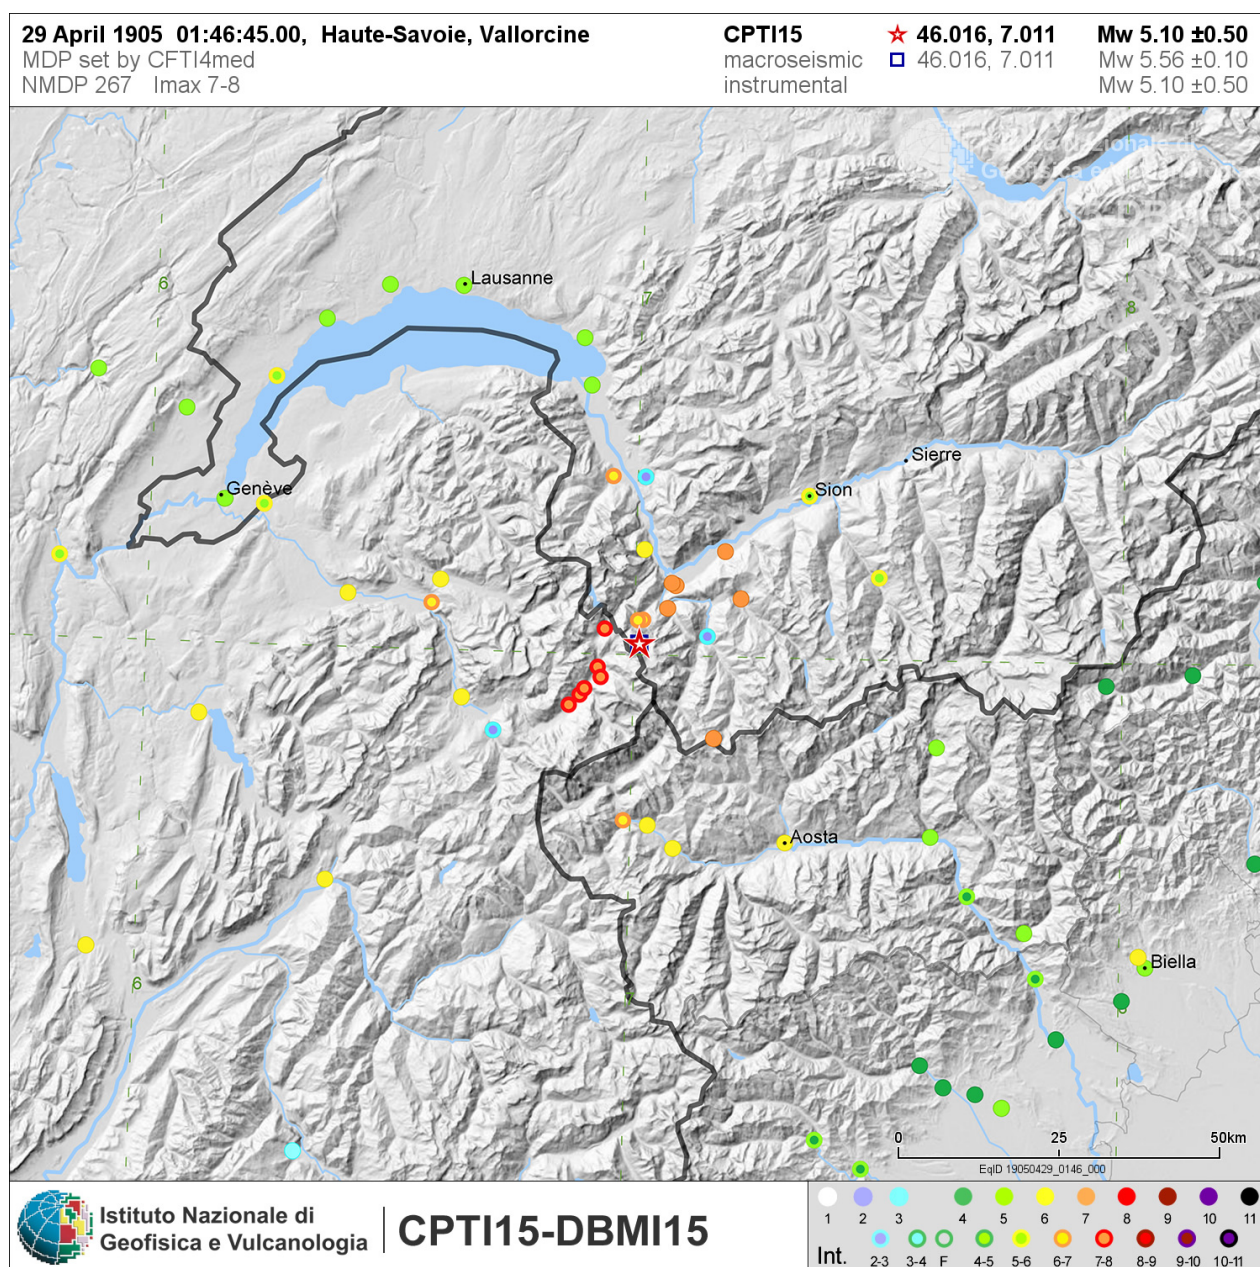 29 April 1905 01:46:45.00, Haute-Savoie, Vallorcine
MDP set by CFTI4med
NMDP 267 Imax 7-8
CPTI15 46.016, 7.011 Mw 5.10 ±0.50
macroseismic 46.016, 7.011 Mw 5.56 ±0.10
instrumental Mw 5.10 ±0.50
Istituto Nazionale di
Geofisica e Vulcanologia
6
7
8
Lausanne
Genève
Sierre
Sion
Aosta
6
Biella
0 25 50km
EqID 19050429_0146_000
Istituto Nazionale di
Geofisica e Vulcanologia
CPTI15-DBMI15
Int.
1 2 3 4 5 6 7 8 9 10 11
2-3 3-4 F 4-5 5-6 6-7 7-8 8-9 9-10 10-11